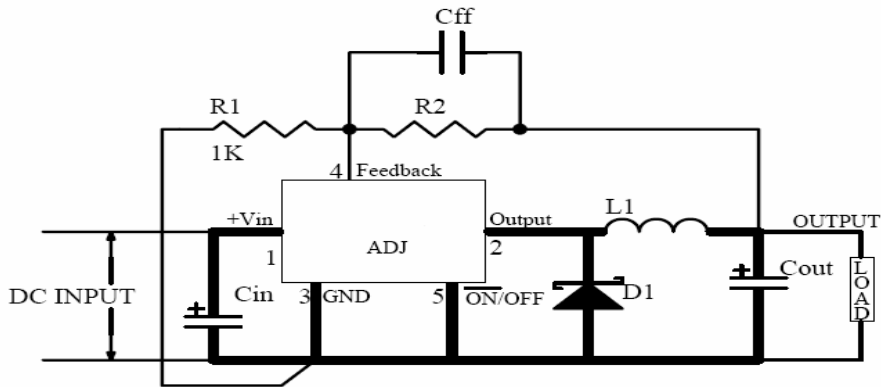 Cff
R1
R2
1K
4 Feedback
+Vin
Output
L1
OUTPUT
1
ADJ
2
DC INPUT
Cin
3 GND
5
ON/OFF
D1
Cout
LOAD